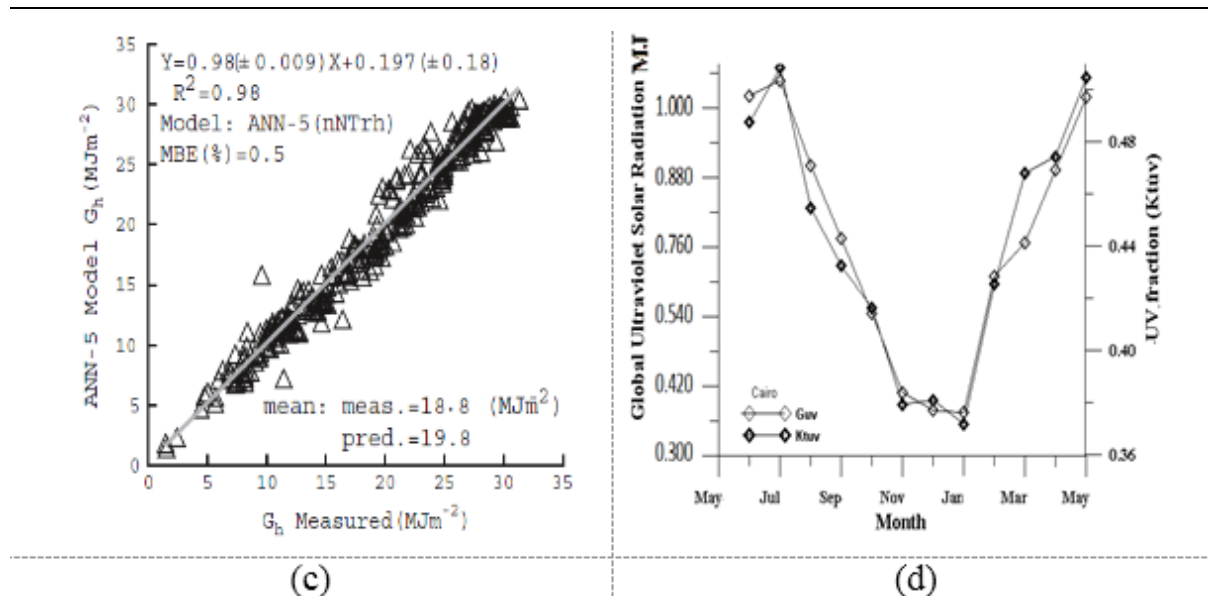 35
30
25
20
15
10
5
0
ANN-5 Model G_h (MJm^-2)
Y=0.98(±0.009)X+0.197(±0.18)
R^2=0.98
Model: ANN-5(nNTrh)
MBE(%)=0.5
mean: meas.=18.8 (MJm^2)
pred.=19.8
0 5 10 15 20 25 30 35
G_h Measured(MJm^-2)
(c)
Global Ultraviolet Solar Radiation MJ
1.000
0.880
0.760
0.540
0.420
0.300
Cairo
Guv
Ktuv
0.48
0.44
0.40
0.36
UV fraction (Ktuv)
May Jul Sep Nov Jan Mar May
Month
(d)